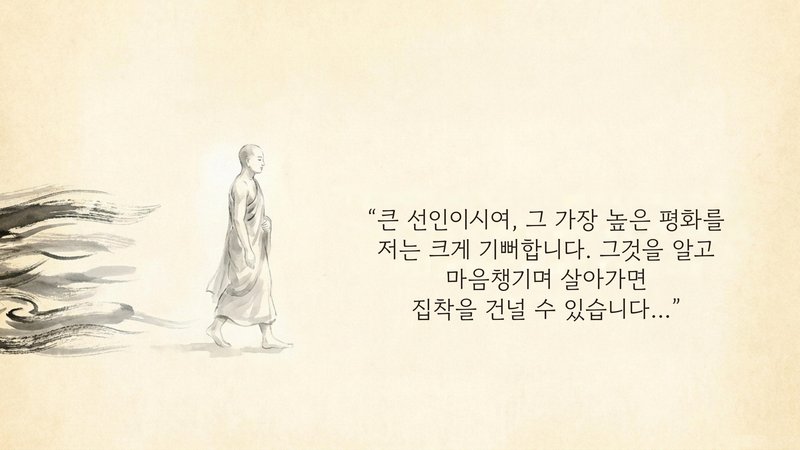 “큰 선인이시여, 그 가장 높은 평화를
저는 크게 기뻐합니다. 그것을 알고
마음챙기며 살아가면
집착을 건널 수 있습니다...”